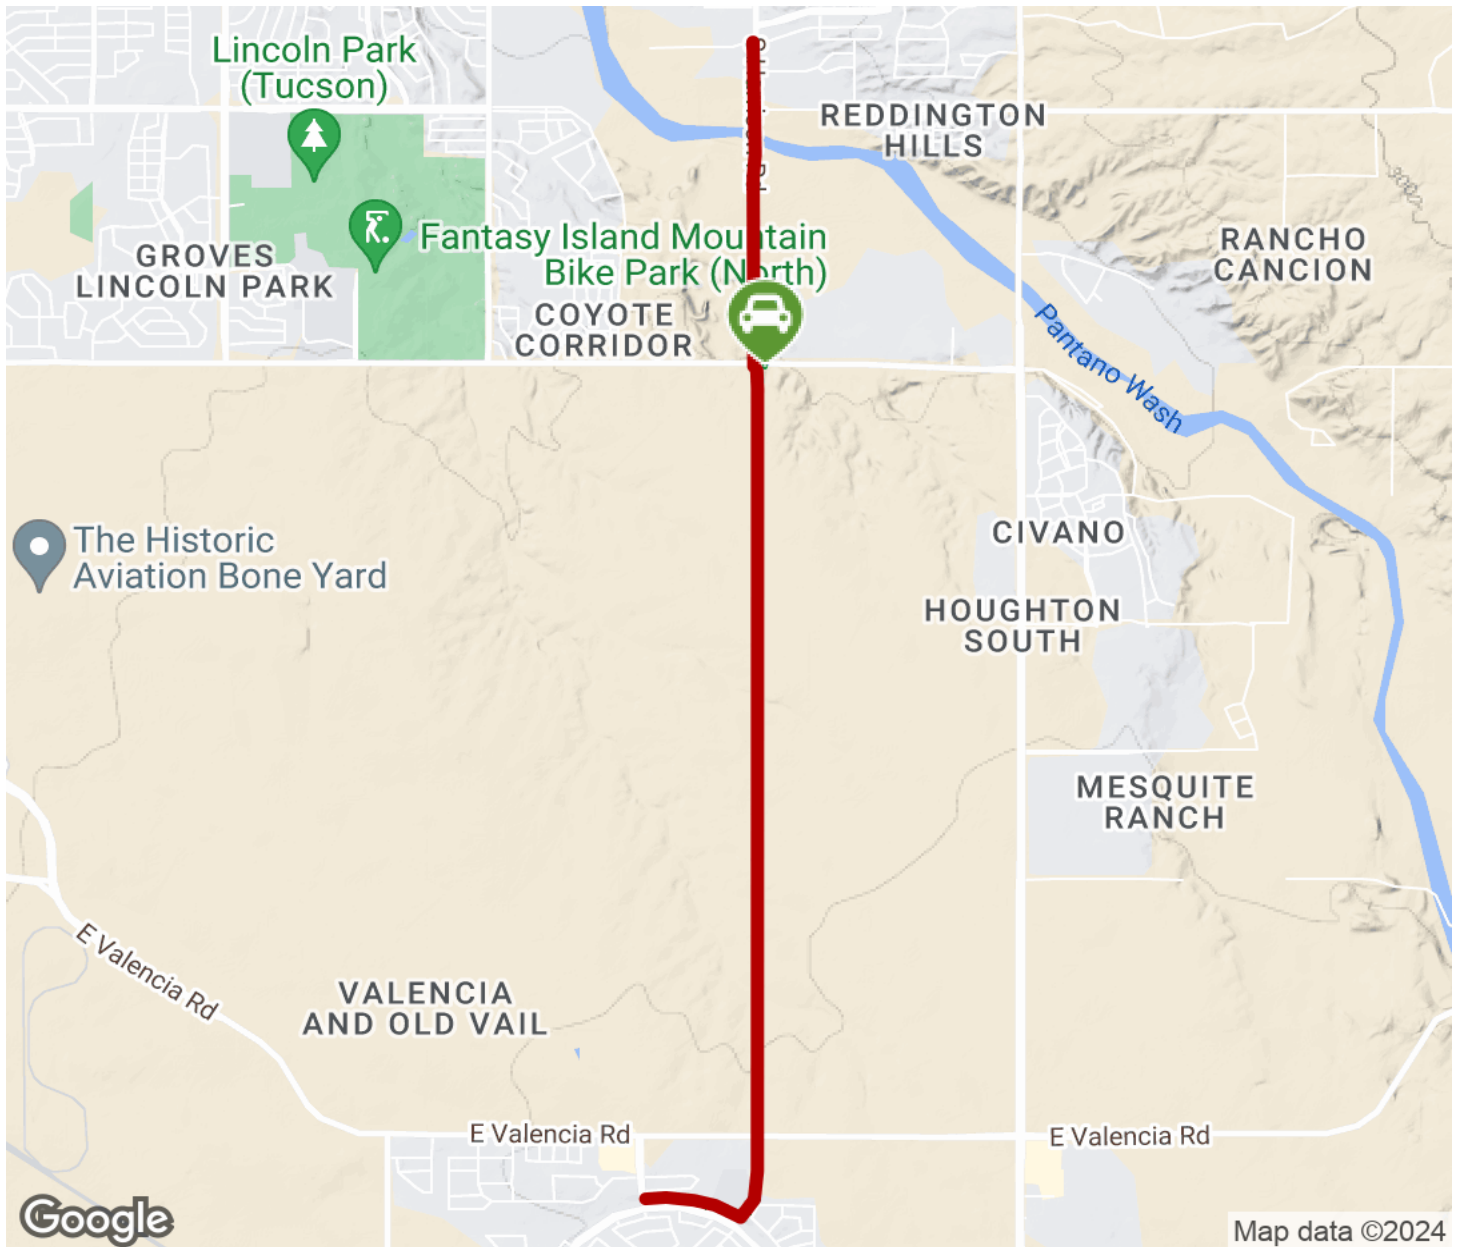 Lincoln Park
(Tucson)
REDDINGTON
HILLS
Fantasy Island Mountain
Bike Park (North)
GROVES
LINCOLN PARK
RANCHO
CANCION
COYOTE
CORRIDOR
Pantano Wash
The Historic
Aviation Bone Yard
CIVANO
HOUGHTON
SOUTH
MESQUITE
RANCH
E Valencia Rd
VALENCIA
AND OLD VAIL
E Valencia Rd
E Valencia Rd
Google
Map data ©2024